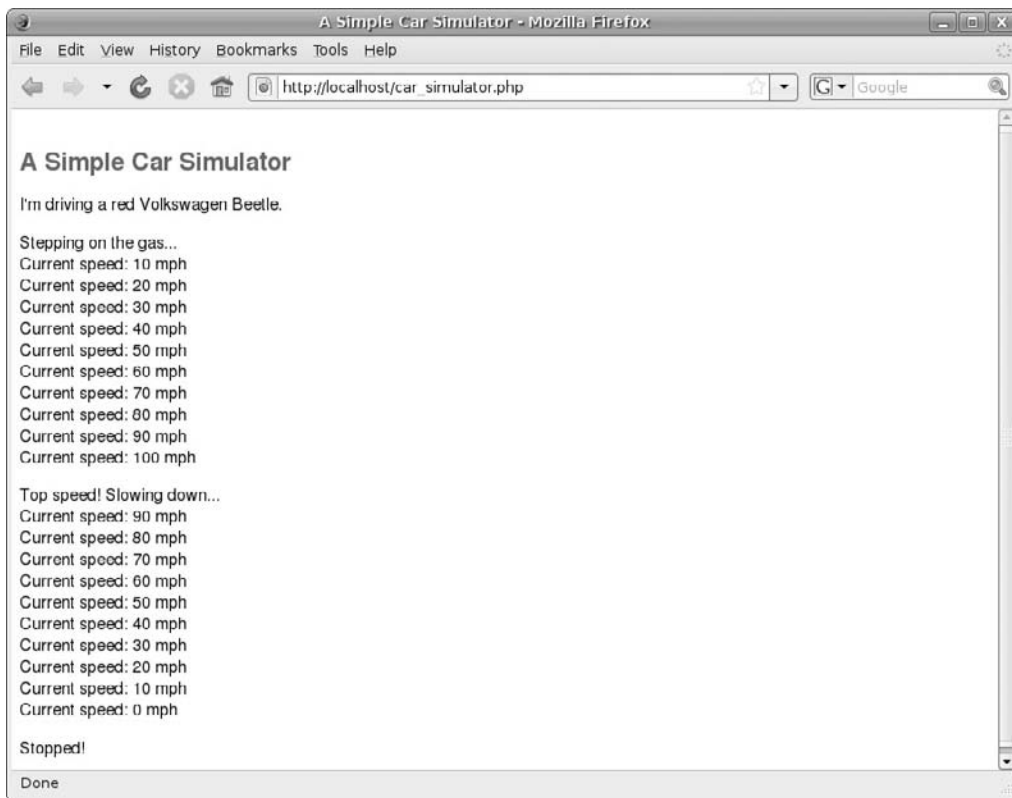 A Simple Car Simulator - Mozilla Firefox
File Edit View History Bookmarks Tools Help
http://localhost/car_simulator.php
G Google
A Simple Car Simulator
I'm driving a red Volkswagen Beetle.
Stepping on the gas...
Current speed: 10 mph
Current speed: 20 mph
Current speed: 30 mph
Current speed: 40 mph
Current speed: 50 mph
Current speed: 60 mph
Current speed: 70 mph
Current speed: 80 mph
Current speed: 90 mph
Current speed: 100 mph
Top speed! Slowing down...
Current speed: 90 mph
Current speed: 80 mph
Current speed: 70 mph
Current speed: 60 mph
Current speed: 50 mph
Current speed: 40 mph
Current speed: 30 mph
Current speed: 20 mph
Current speed: 10 mph
Current speed: 0 mph
Stopped!
Done